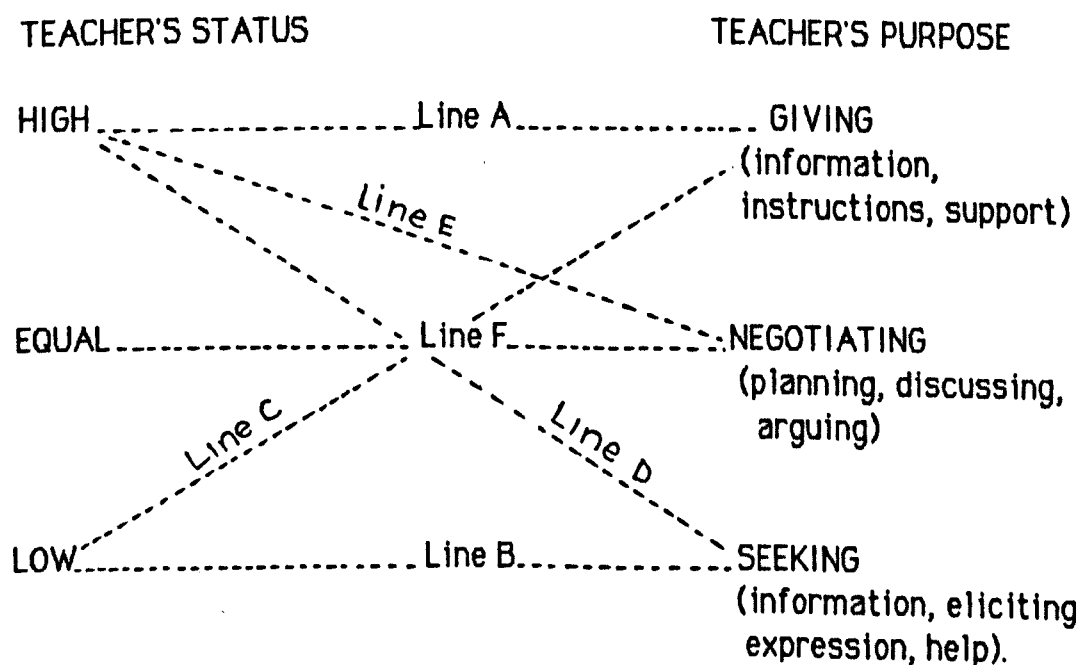 TEACHER'S STATUS
TEACHER'S PURPOSE
HIGH
Line A
GIVING
(information,
instructions, support)
Line E
EQUAL
Line F
NEGOTIATING
(planning, discussing,
arguing)
Line C
Line D
LOW
Line B
SEEKING
(information, eliciting
expression, help).